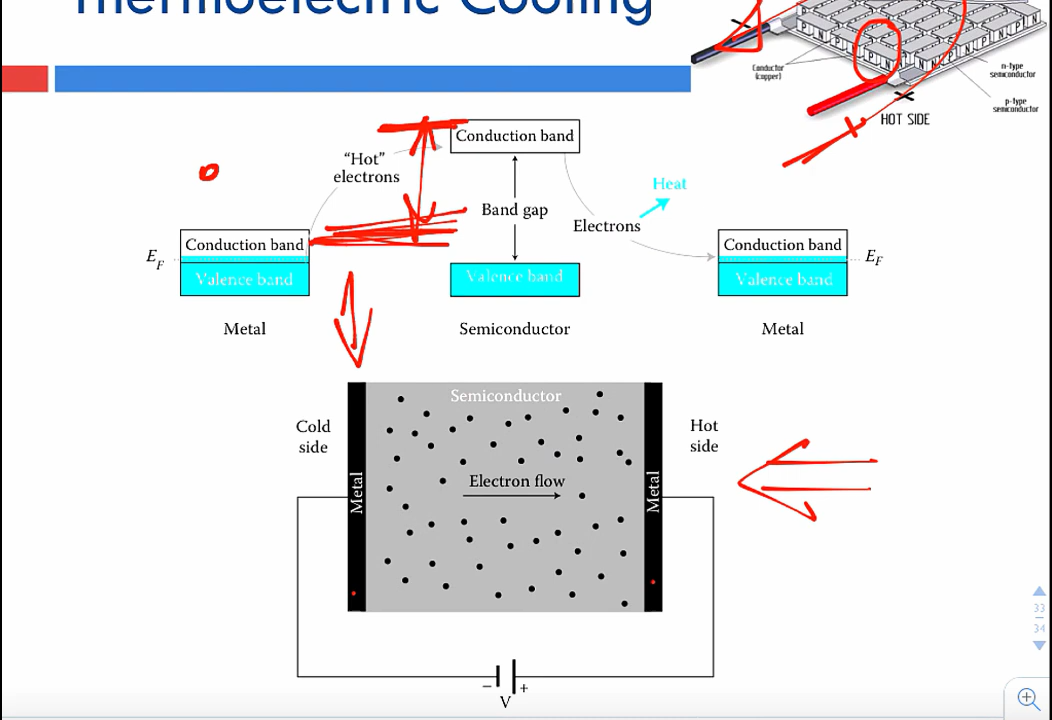 Thermoelectric Cooling
P N P N P N P N
Conductor
(copper)
n-type
semiconductor
p-type
semiconductor
HOT SIDE
Conduction band
"Hot"
electrons
Heat
Band gap
Electrons
Conduction band
Conduction band
E_F
E_F
Valence band
Valence band
Valence band
Metal
Semiconductor
Metal
Semiconductor
Cold
side
Hot
side
Metal
Metal
Electron flow
33
34
− +
V